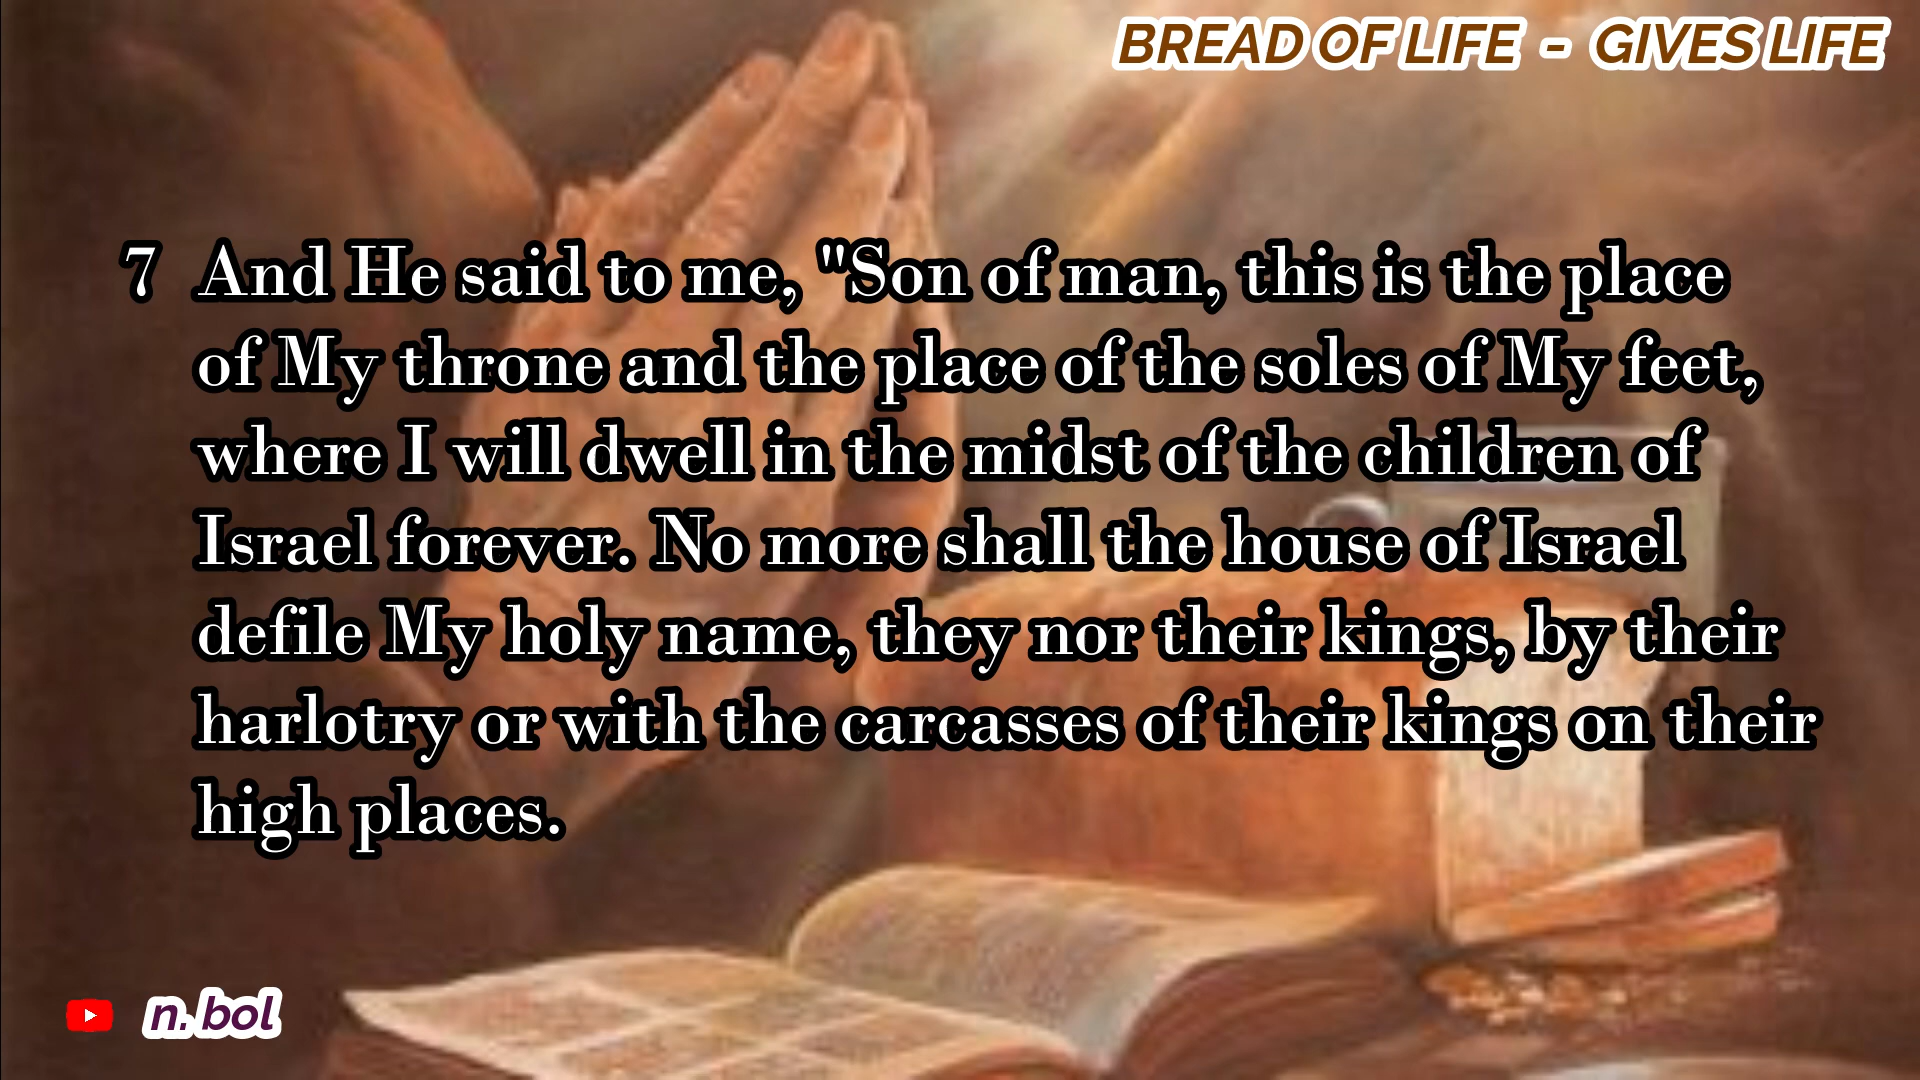 BREAD OF LIFE - GIVES LIFE
7 And He said to me, "Son of man, this is the place
of My throne and the place of the soles of My feet,
where I will dwell in the midst of the children of
Israel forever. No more shall the house of Israel
defile My holy name, they nor their kings, by their
harlotry or with the carcasses of their kings on their
high places.
n. bol